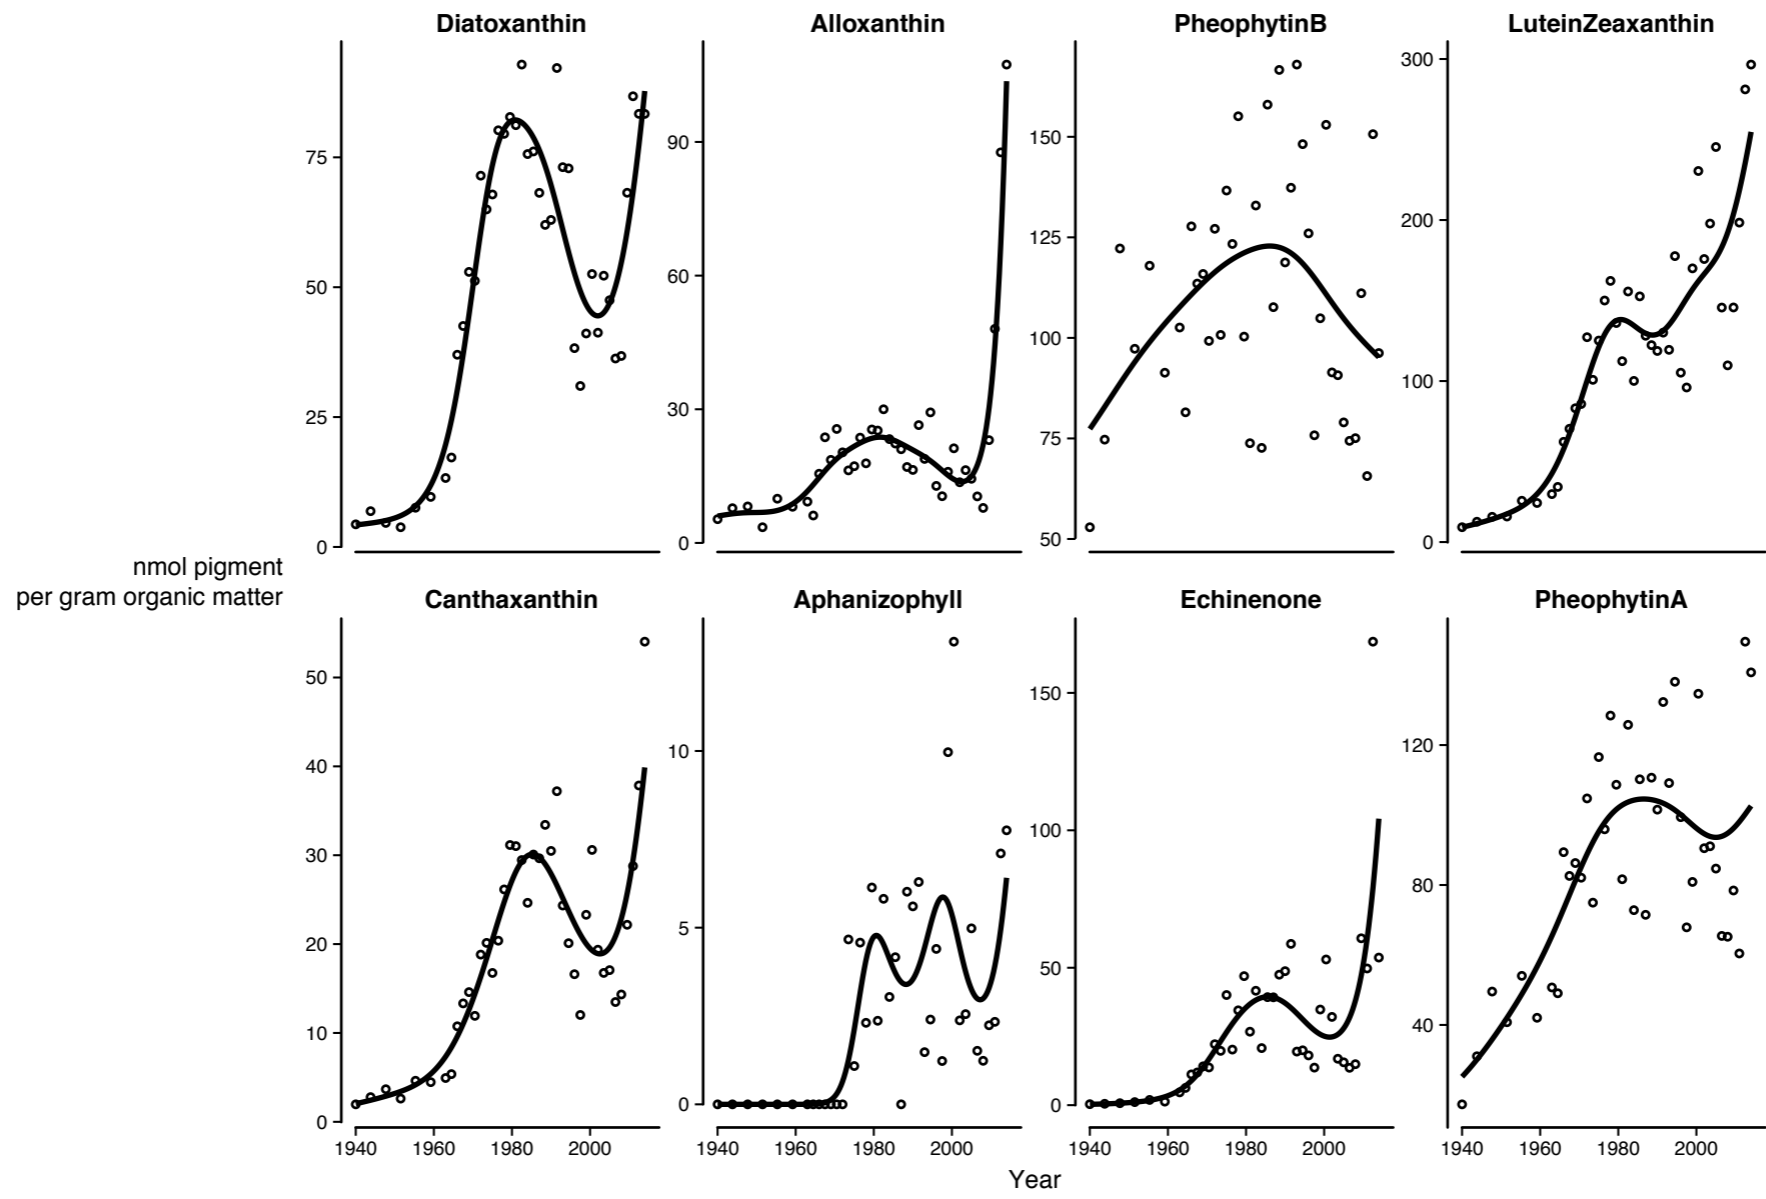 Diatoxanthin
Alloxanthin
PheophytinB
LuteinZeaxanthin
75
50
25
0
90
60
30
0
150
125
100
75
50
300
200
100
0
nmol pigment
per gram organic matter
Canthaxanthin
Aphanizophyll
Echinenone
PheophytinA
50
40
30
20
10
0
10
5
0
150
100
50
0
120
80
40
1940 1960 1980 2000
1940 1960 1980 2000
1940 1960 1980 2000
1940 1960 1980 2000
Year